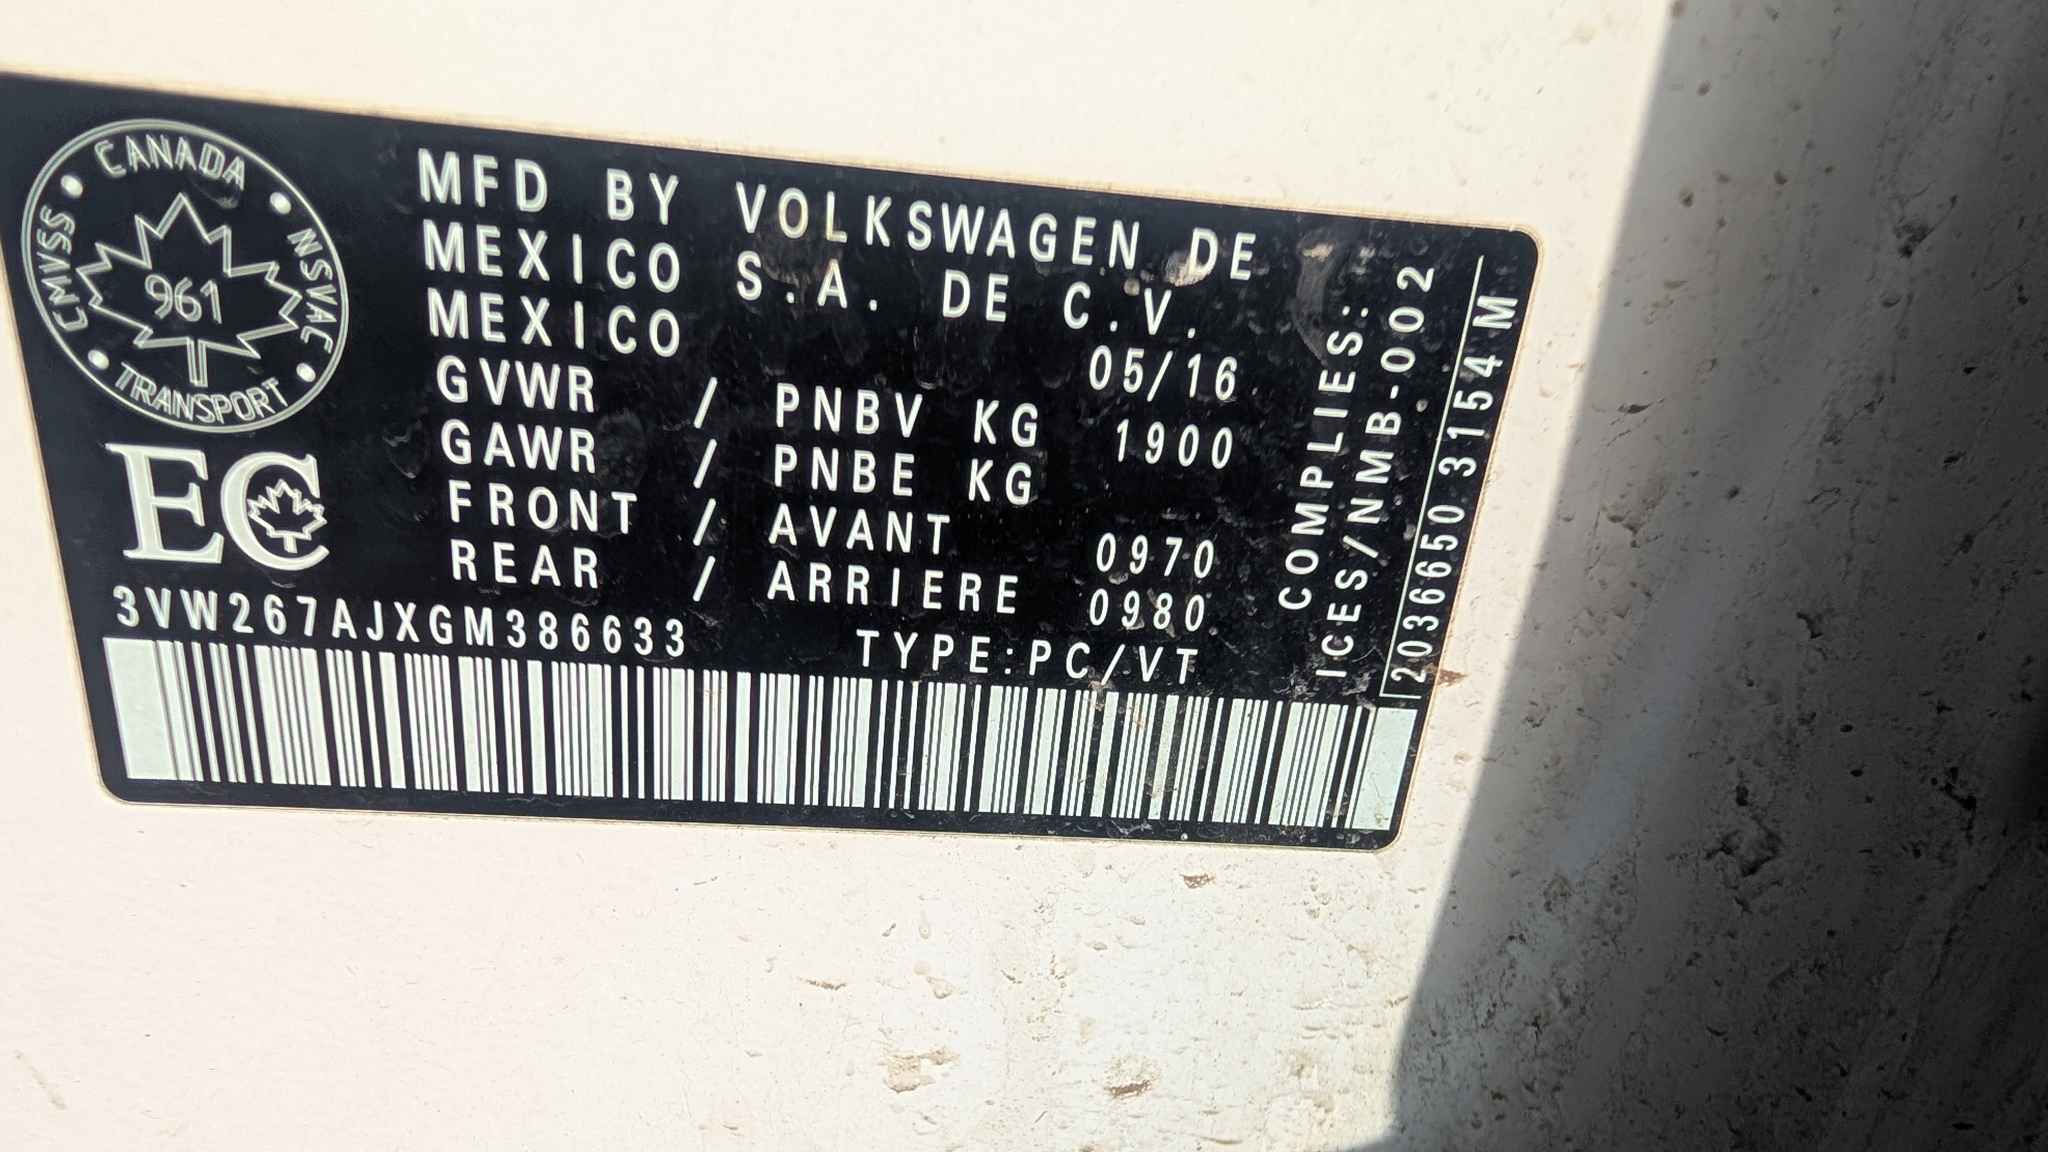 CANADA
CMVSS
NSVAC
961
TRANSPORT
EC
MFD BY VOLKSWAGEN DE
MEXICO S.A. DE C.V.
MEXICO 05/16
GVWR / PNBV KG 1900
GAWR / PNBE KG
FRONT / AVANT 0970
REAR / ARRIERE 0980
3VW267AJXGM386633 TYPE:PC/VT
COMPLIES:
ICES/NMB-002
2036650 3154 M